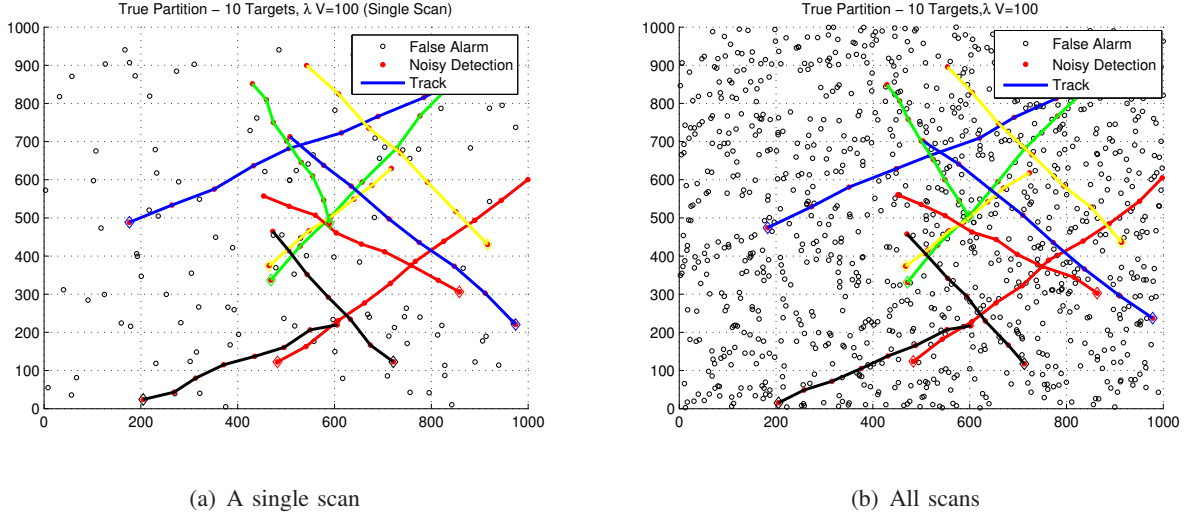 True Partition − 10 Targets, λ V=100 (Single Scan)
1000
900
800
700
600
500
400
300
200
100
0
0 200 400 600 800 1000
False Alarm
Noisy Detection
Track
(a) A single scan
True Partition − 10 Targets,λ V=100
1000
900
800
700
600
500
400
300
200
100
0
0 200 400 600 800 1000
False Alarm
Noisy Detection
Track
(b) All scans